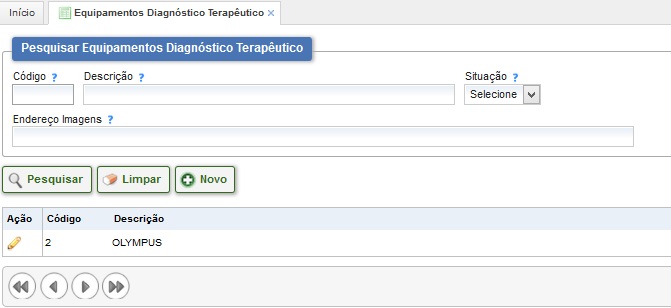 Início Equipamentos Diagnóstico Terapêutico ×
Pesquisar Equipamentos Diagnóstico Terapêutico
Código ? Descrição ? Situação ?
Selecione
Endereço Imagens ?
Pesquisar Limpar Novo
Ação Código Descrição
2 OLYMPUS